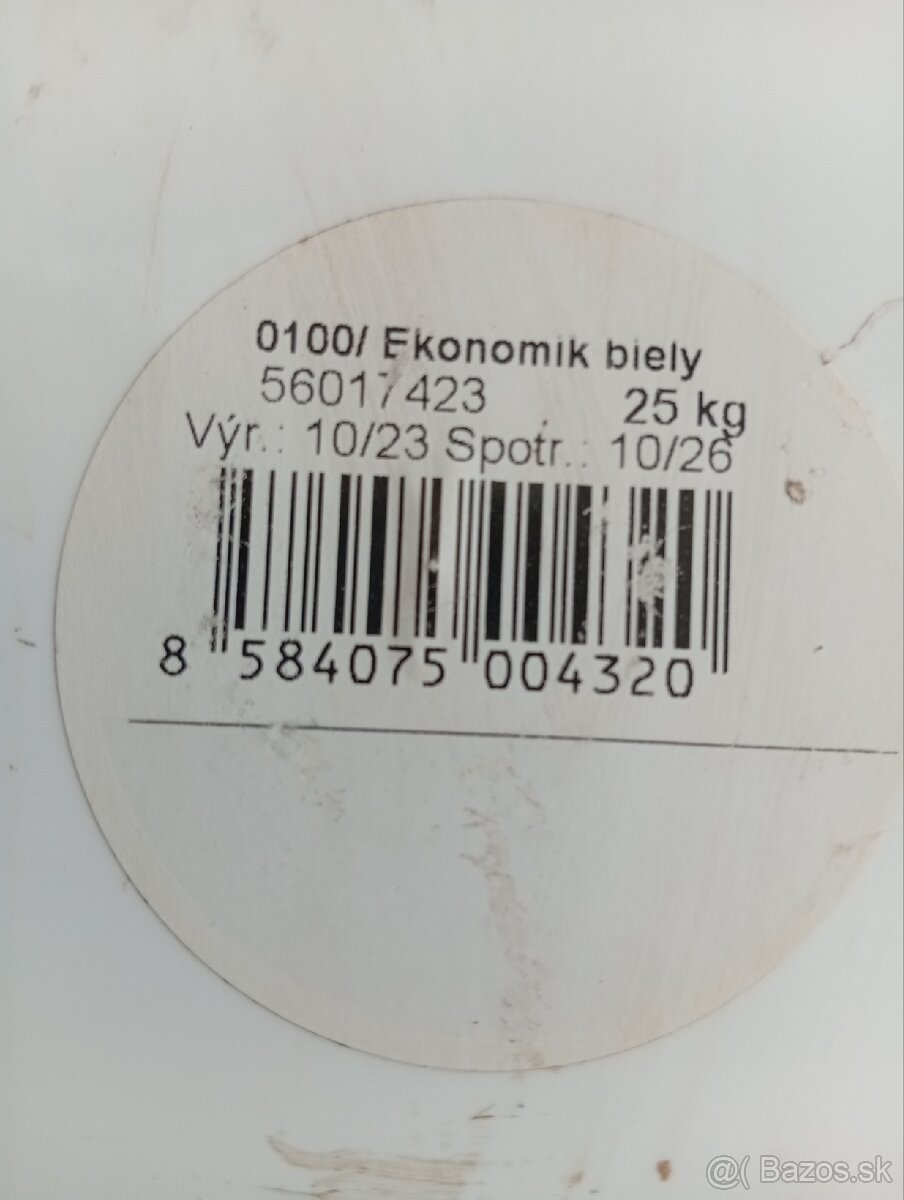 0100/ Ekonomik biely
56017423 25 kg
Výr.: 10/23 Spotr.: 10/26
8 584075 004320
@( Bazos.sk